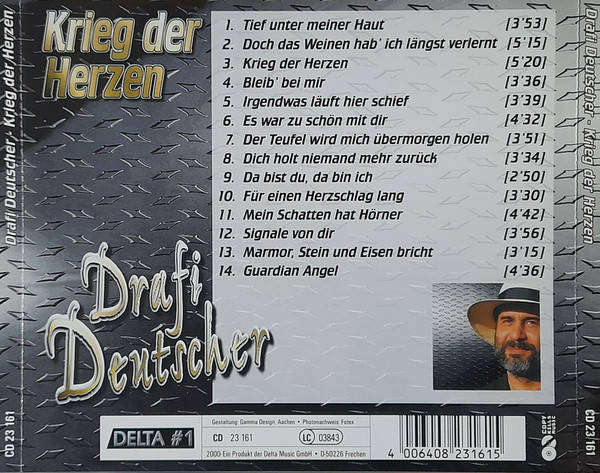 Krieg der
Herzen
1. Tief unter meiner Haut [3'53]
2. Doch das Weinen hab' ich längst verlernt [5'15]
3. Krieg der Herzen [5'20]
4. Bleib' bei mir [3'36]
5. Irgendwas läuft hier schief [3'39]
6. Es war zu schön mit dir [4'32]
7. Der Teufel wird mich übermorgen holen [3'51]
8. Dich holt niemand mehr zurück [3'34]
9. Da bist du, da bin ich [2'50]
10. Für einen Herzschlag lang [3'30]
11. Mein Schatten hat Hörner [4'42]
12. Signale von dir [3'56]
13. Marmor, Stein und Eisen bricht [3'15]
14. Guardian Angel [4'36]
Drafi
Deutscher
DELTA #1
Gestaltung: Gamma Design, Aachen • Photonachweis: Fotex
CD 23 161
LC 03843
2000-Ein Produkt der Delta Music GmbH • D-50226 Frechen
4 006408 231615
COPY
KILLS
MUSIC
Drafi Deutscher - Krieg der Herzen
CD 23 161
Drafi Deutscher - Krieg der Herzen
CD 23 161